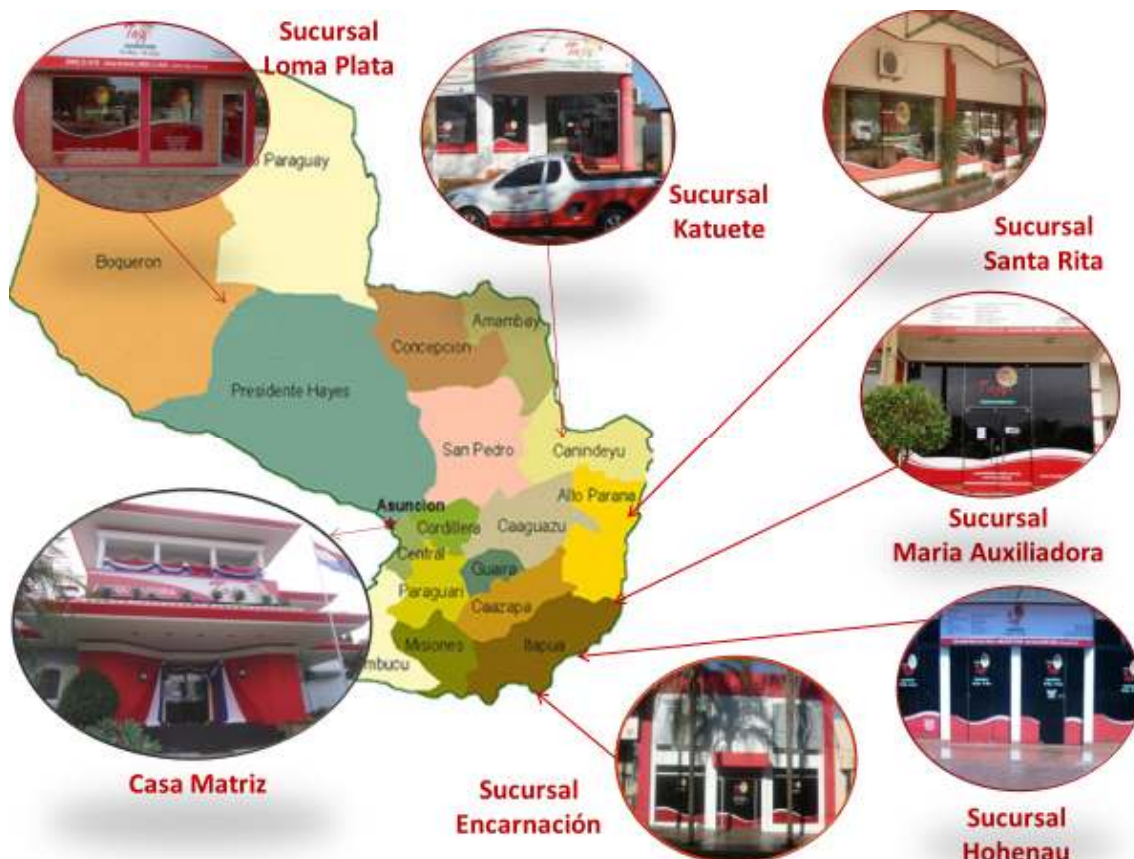 Sucursal
Loma Plata
Sucursal
Katuete
Sucursal
Santa Rita
Sucursal
Maria Auxiliadora
Sucursal
Hohenau
Sucursal
Encarnación
Casa Matriz
Paraguay
Boqueron
Presidente Hayes
Concepcion
Amambay
San Pedro
Canindeyu
Asuncion
Cordillera
Central
Caaguazu
Alto Parana
Guaira
Paraguari
Caazapa
Misiones
Itapua
mbucu